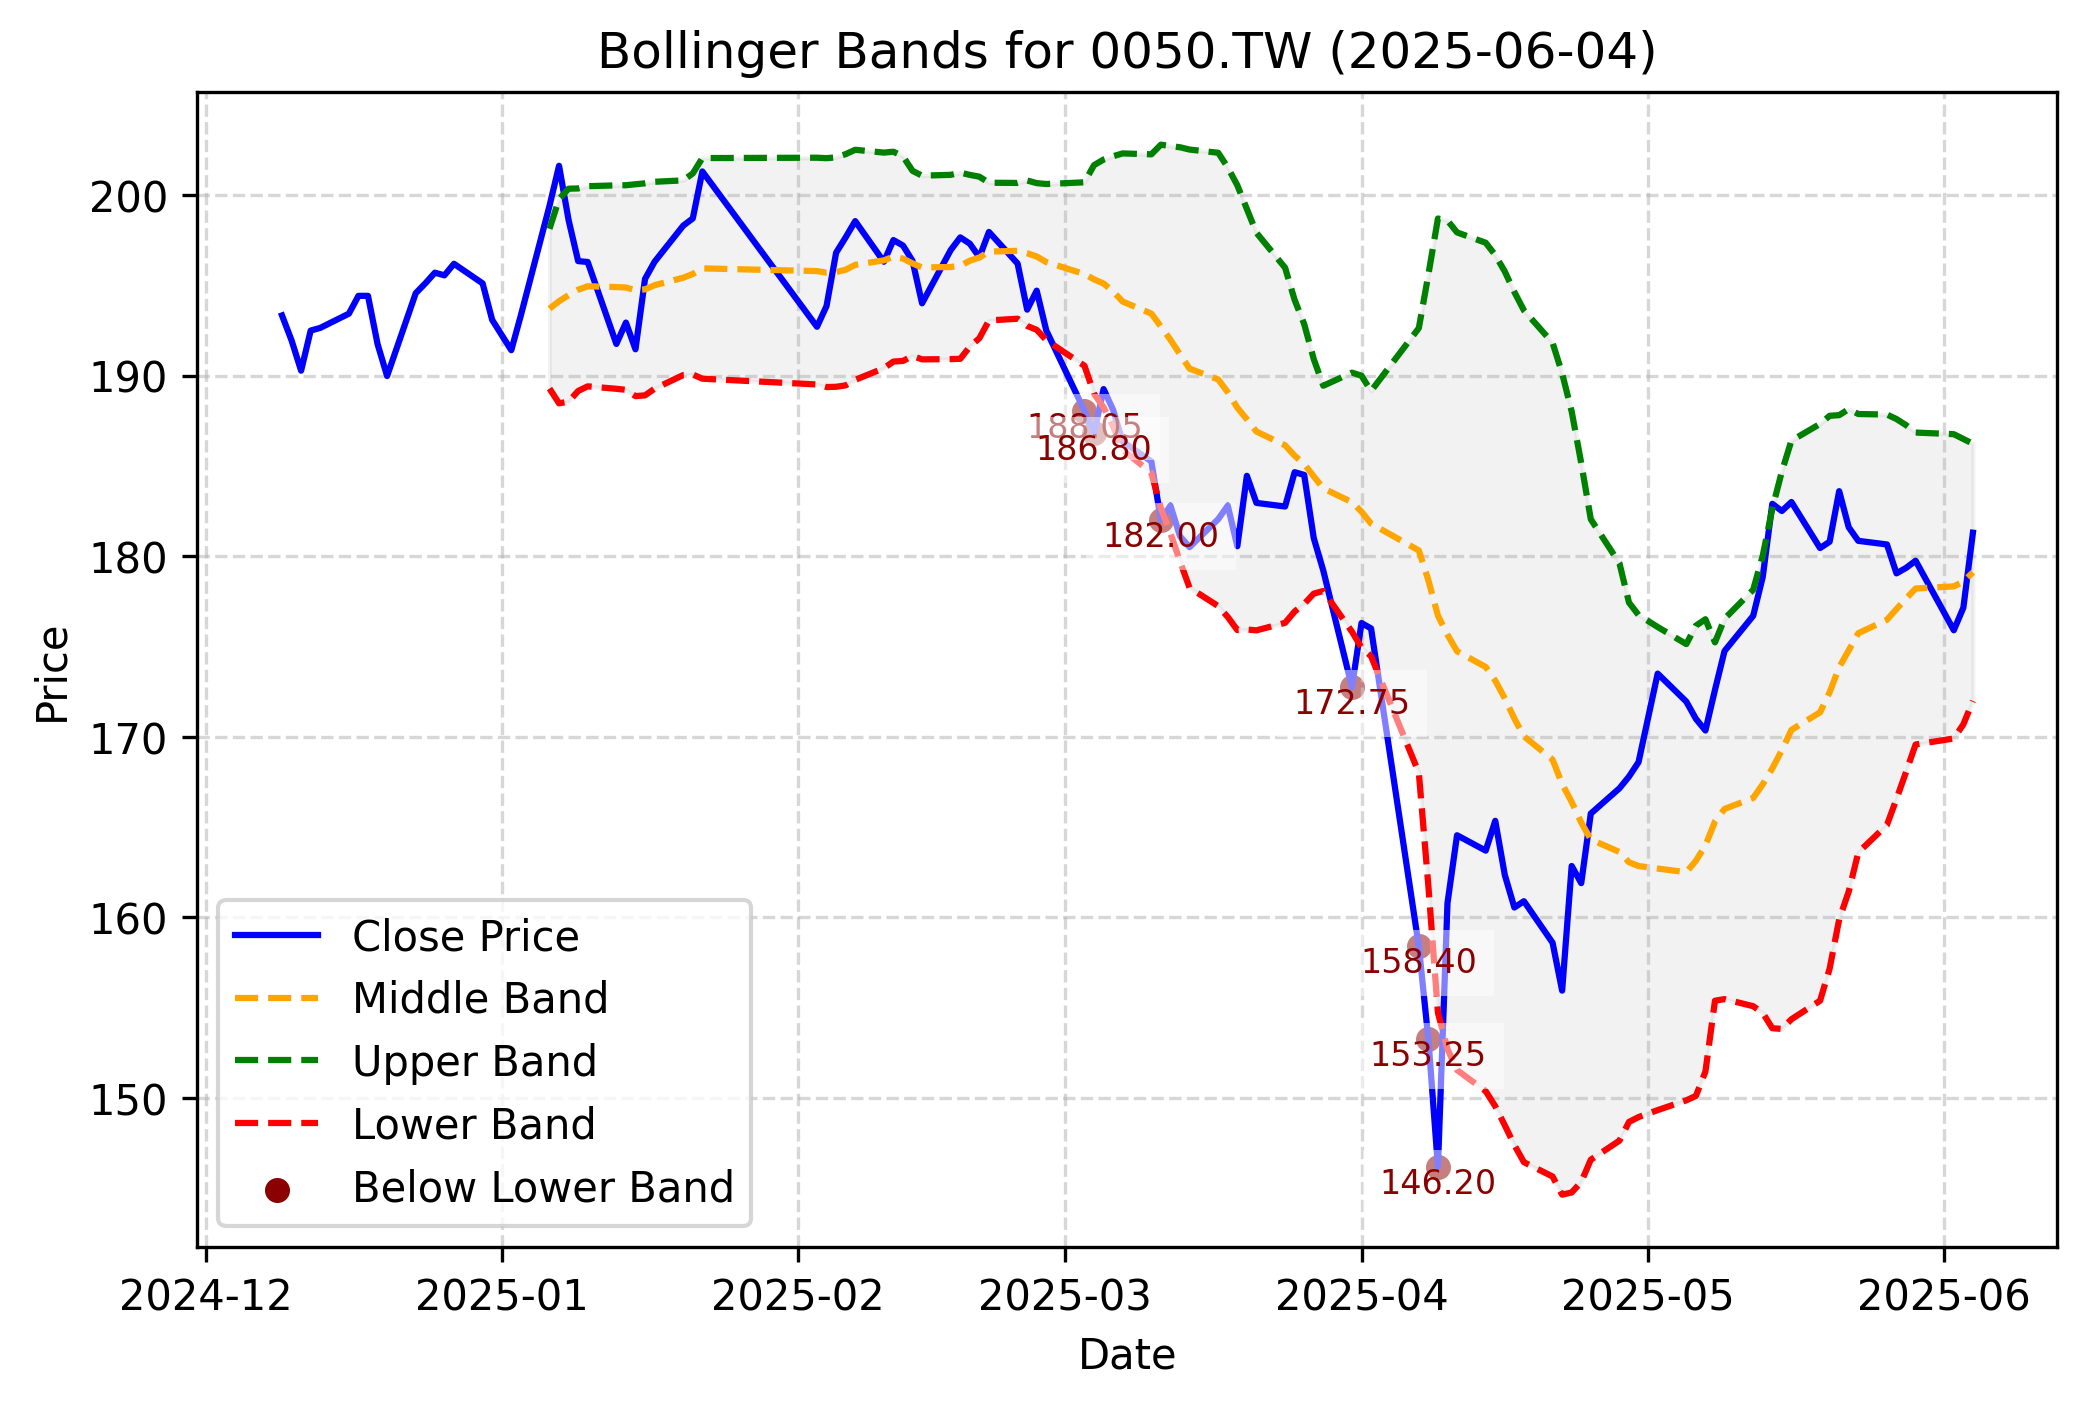 Bollinger Bands for 0050.TW (2025-06-04)
Price
200
190
180
170
160
150
188.05
186.80
182.00
172.75
158.40
153.25
146.20
Close Price
Middle Band
Upper Band
Lower Band
Below Lower Band
2024-12
2025-01
2025-02
2025-03
2025-04
2025-05
2025-06
Date